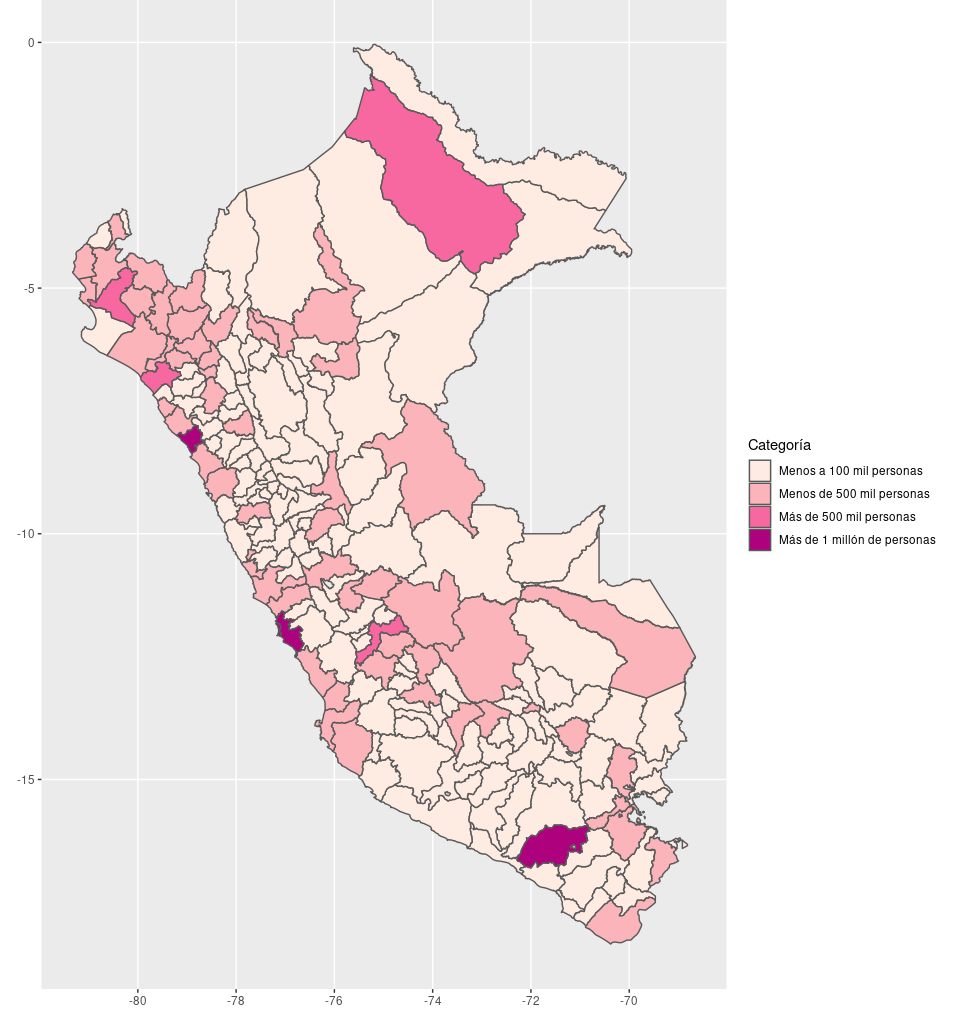 0
-5
-10
-15
-80
-78
-76
-74
-72
-70
Categoría
Menos a 100 mil personas
Menos de 500 mil personas
Más de 500 mil personas
Más de 1 millón de personas